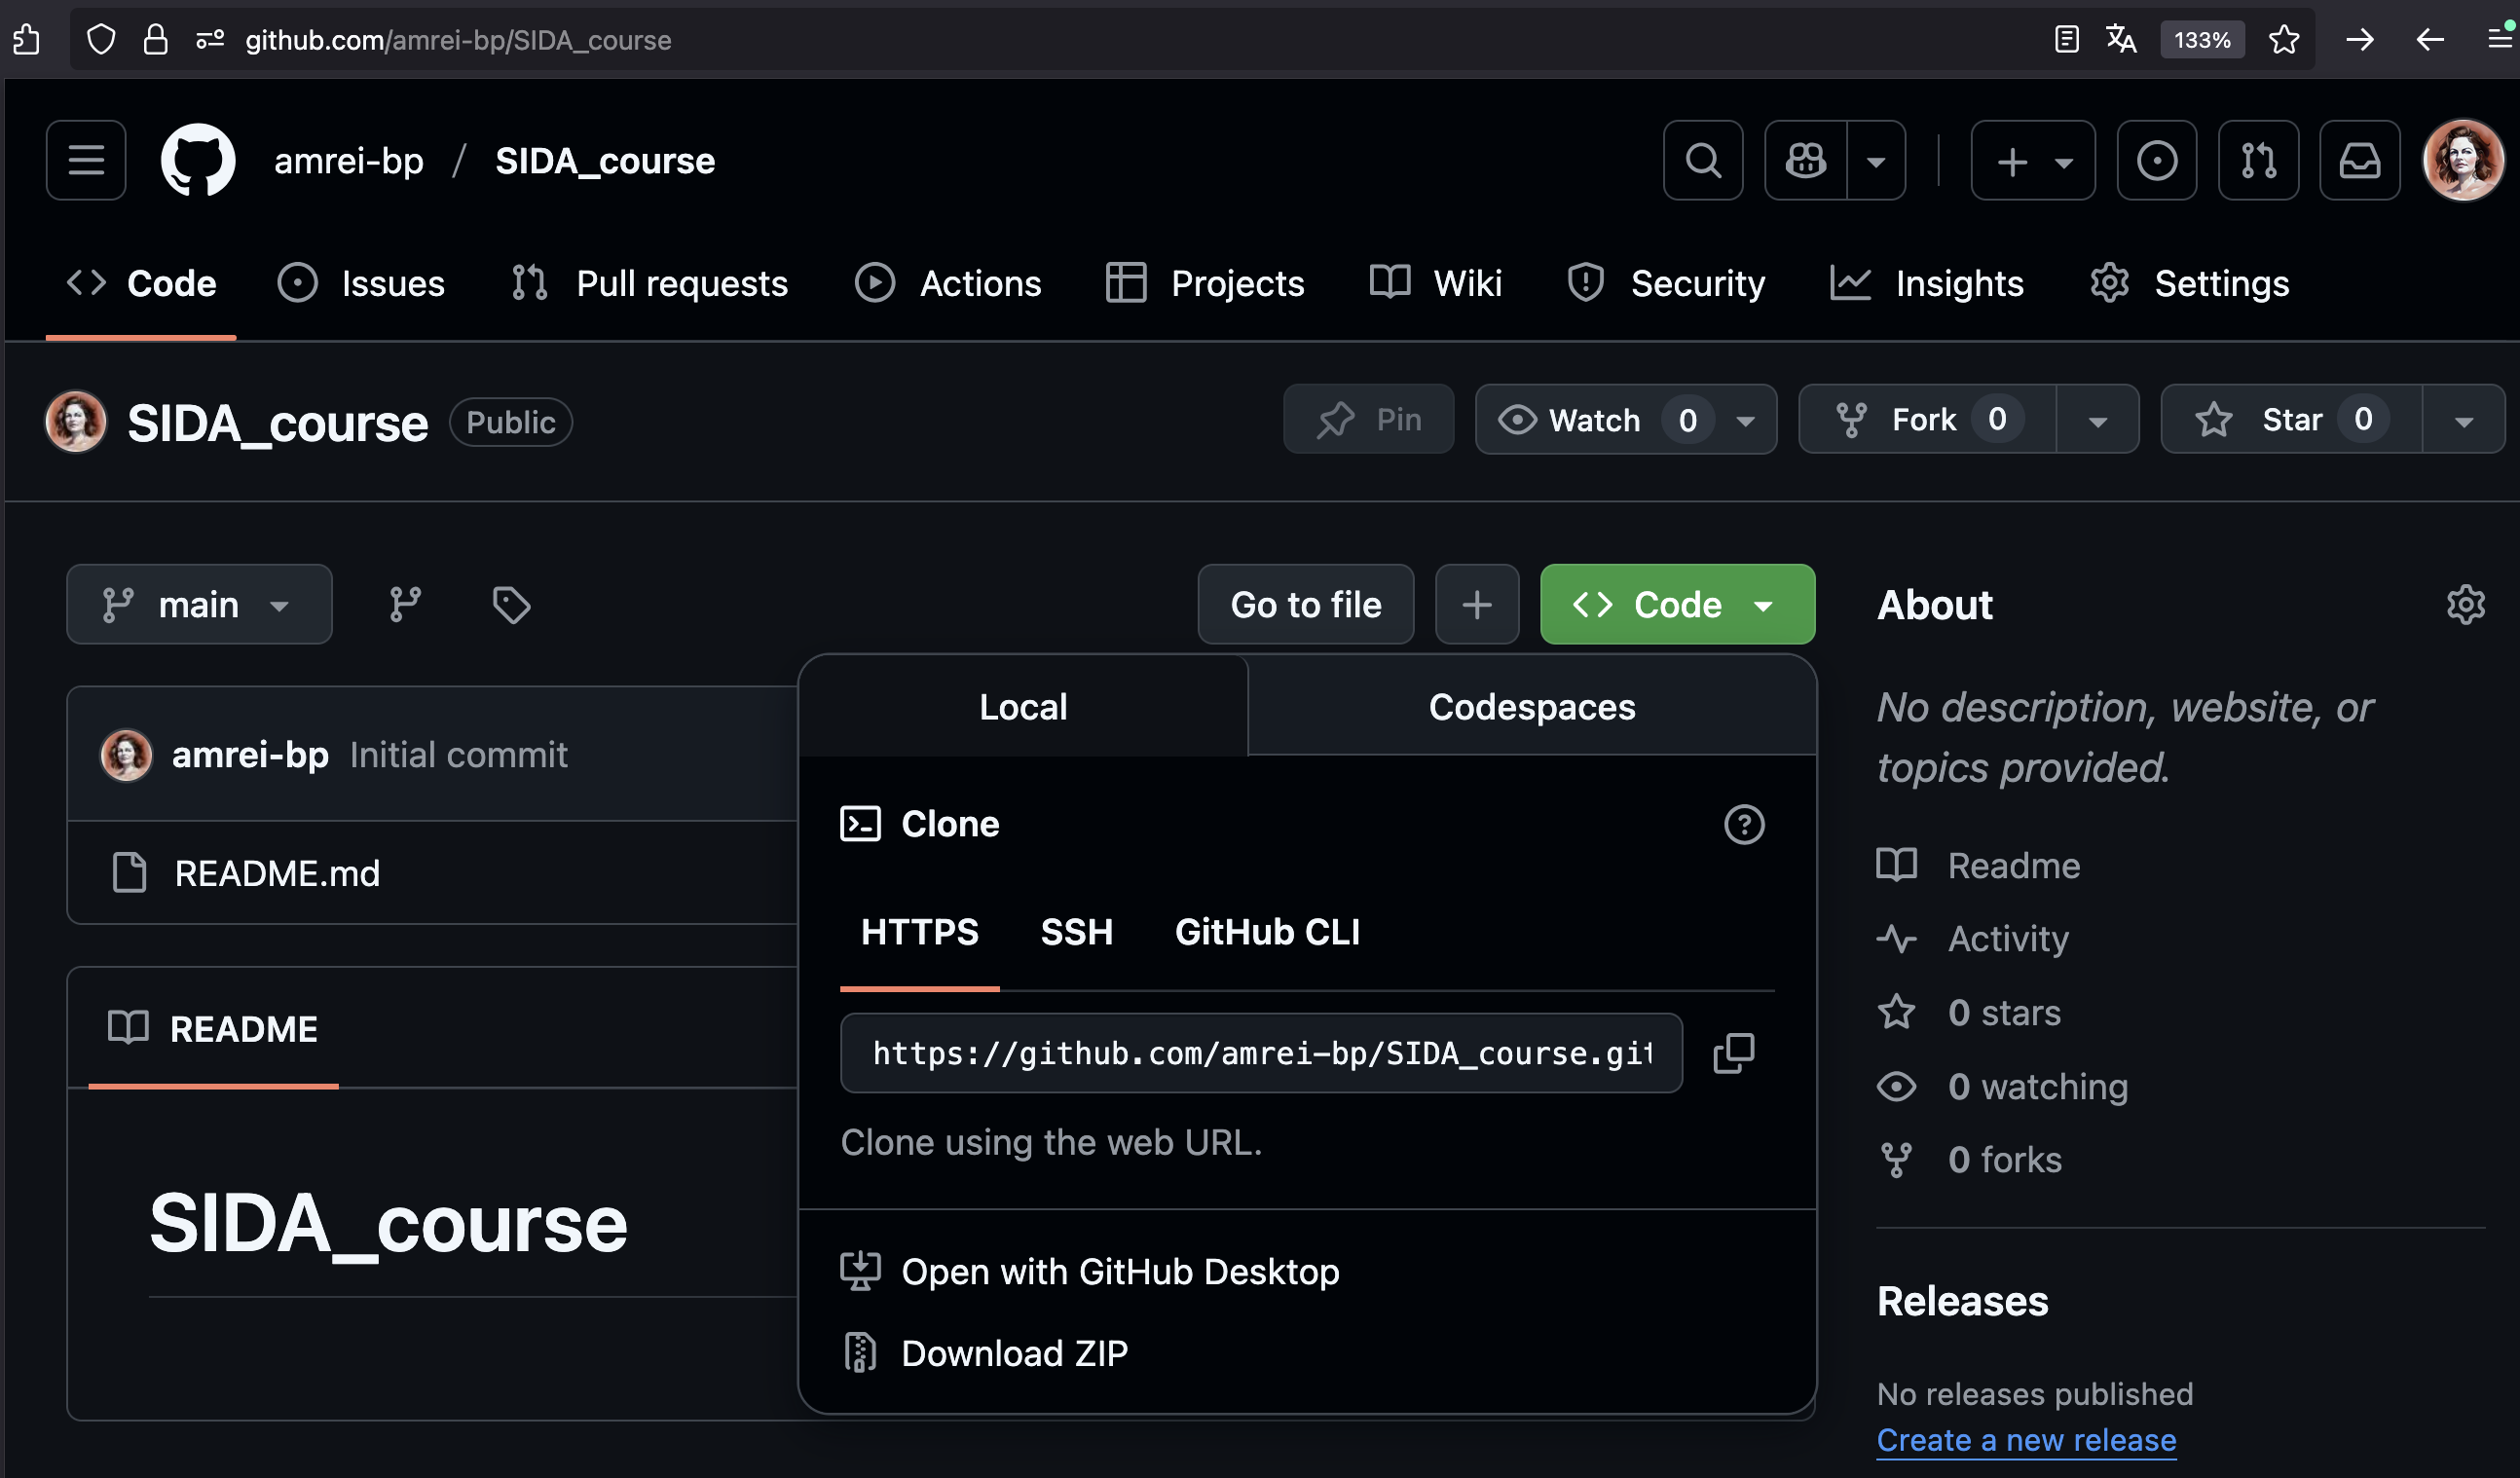 github.com/amrei-bp/SIDA_course
133%
amrei-bp / SIDA_course
Code
Issues
Pull requests
Actions
Projects
Wiki
Security
Insights
Settings
SIDA_course
Public
Pin
Watch 0
Fork 0
Star 0
main
Go to file
Code
amrei-bp Initial commit
README.md
README
SIDA_course
Local
Codespaces
Clone
HTTPS
SSH
GitHub CLI
https://github.com/amrei-bp/SIDA_course.git
Clone using the web URL.
Open with GitHub Desktop
Download ZIP
About
No description, website, or
topics provided.
Readme
Activity
0 stars
0 watching
0 forks
Releases
No releases published
Create a new release